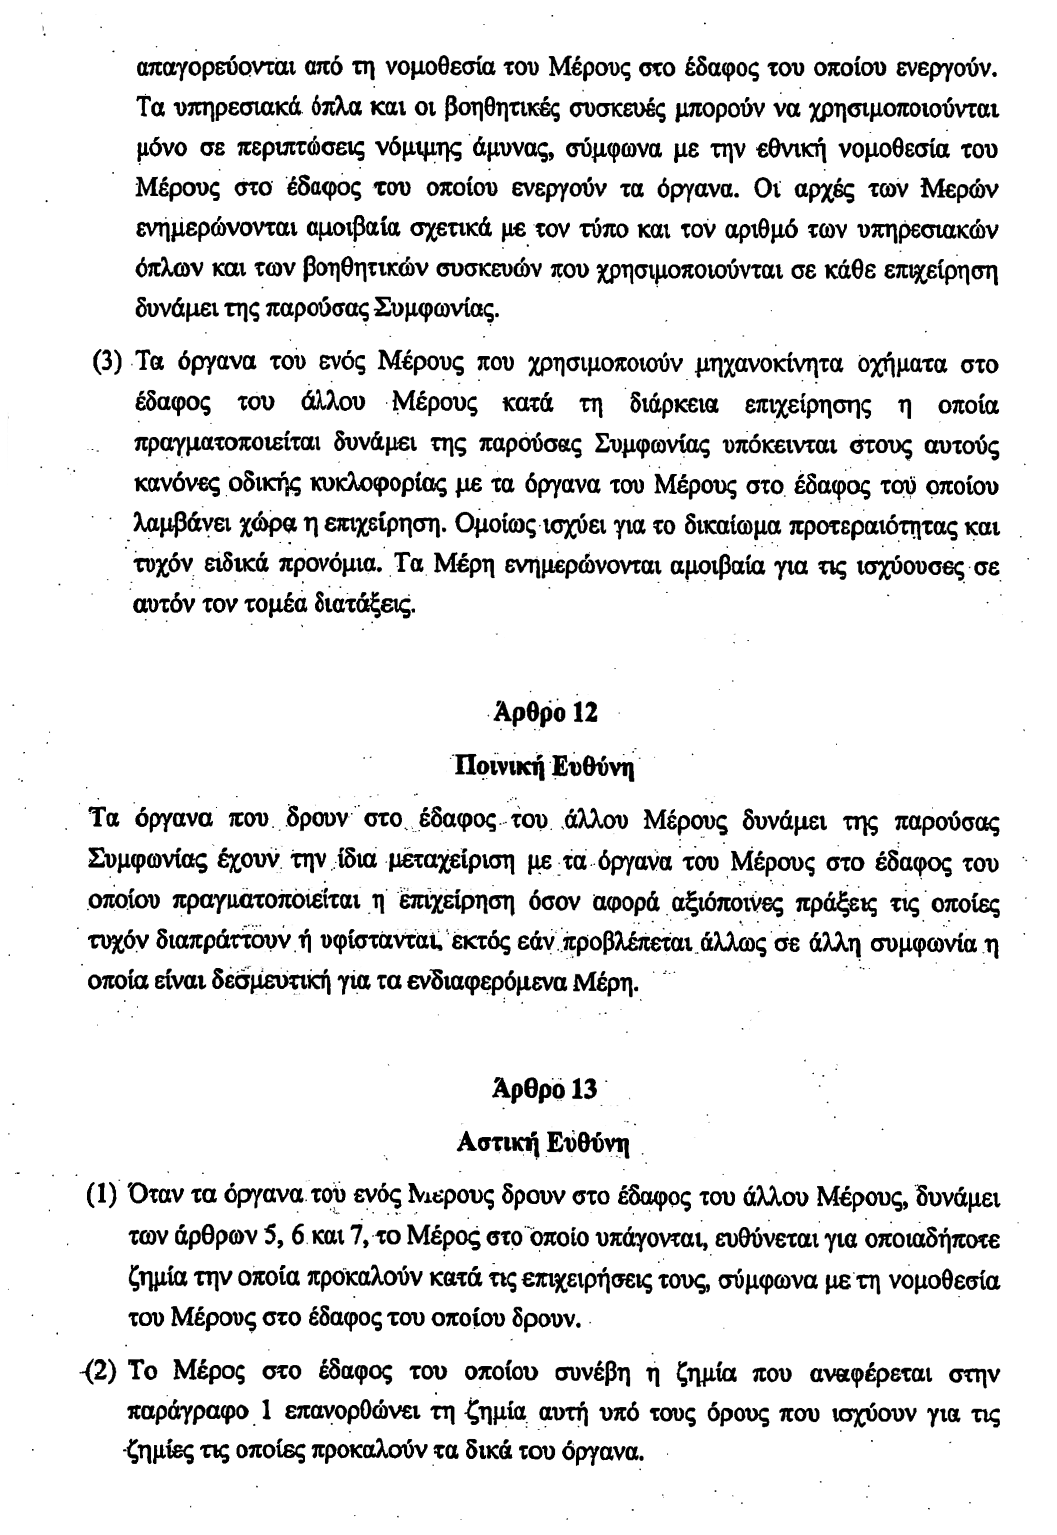 απαγορεύονται από τη νομοθεσία του Μέρους στο έδαφος του οποίου ενεργούν.
Τα υπηρεσιακά όπλα και οι βοηθητικές συσκευές μπορούν να χρησιμοποιούνται
μόνο σε περιπτώσεις νόμιμης άμυνας, σύμφωνα με την εθνική νομοθεσία του
Μέρους στο έδαφος του οποίου ενεργούν τα όργανα. Οι αρχές των Μερών
ενημερώνονται αμοιβαία σχετικά με τον τύπο και τον αριθμό των υπηρεσιακών
όπλων και των βοηθητικών συσκευών που χρησιμοποιούνται σε κάθε επιχείρηση
δυνάμει της παρούσας Συμφωνίας.
(3) Τα όργανα του ενός Μέρους που χρησιμοποιούν μηχανοκίνητα οχήματα στο
έδαφος του άλλου Μέρους κατά τη διάρκεια επιχείρησης η οποία
πραγματοποιείται δυνάμει της παρούσας Συμφωνίας υπόκεινται στους αυτούς
κανόνες οδικής κυκλοφορίας με τα όργανα του Μέρους στο έδαφος του οποίου
λαμβάνει χώρα η επιχείρηση. Ομοίως ισχύει για το δικαίωμα προτεραιότητας και
τυχόν ειδικά προνόμια. Τα Μέρη ενημερώνονται αμοιβαία για τις ισχύουσες σε
αυτόν τον τομέα διατάξεις.
Άρθρο 12
Ποινική Ευθύνη
Τα όργανα που δρουν στο έδαφος του άλλου Μέρους δυνάμει της παρούσας
Συμφωνίας έχουν την ίδια μεταχείριση με τα όργανα του Μέρους στο έδαφος του
οποίου πραγματοποιείται η επιχείρηση όσον αφορά αξιόποινες πράξεις τις οποίες
τυχόν διαπράττουν ή υφίστανται, εκτός εάν προβλέπεται άλλως σε άλλη συμφωνία η
οποία είναι δεσμευτική για τα ενδιαφερόμενα Μέρη.
Άρθρο 13
Αστική Ευθύνη
(1) Όταν τα όργανα του ενός Μέρους δρουν στο έδαφος του άλλου Μέρους, δυνάμει
των άρθρων 5, 6 και 7, το Μέρος στο οποίο υπάγονται, ευθύνεται για οποιαδήποτε
ζημία την οποία προκαλούν κατά τις επιχειρήσεις τους, σύμφωνα με τη νομοθεσία
του Μέρους στο έδαφος του οποίου δρουν.
(2) Το Μέρος στο έδαφος του οποίου συνέβη η ζημία που αναφέρεται στην
παράγραφο 1 επανορθώνει τη ζημία αυτή υπό τους όρους που ισχύουν για τις
ζημίες τις οποίες προκαλούν τα δικά του όργανα.